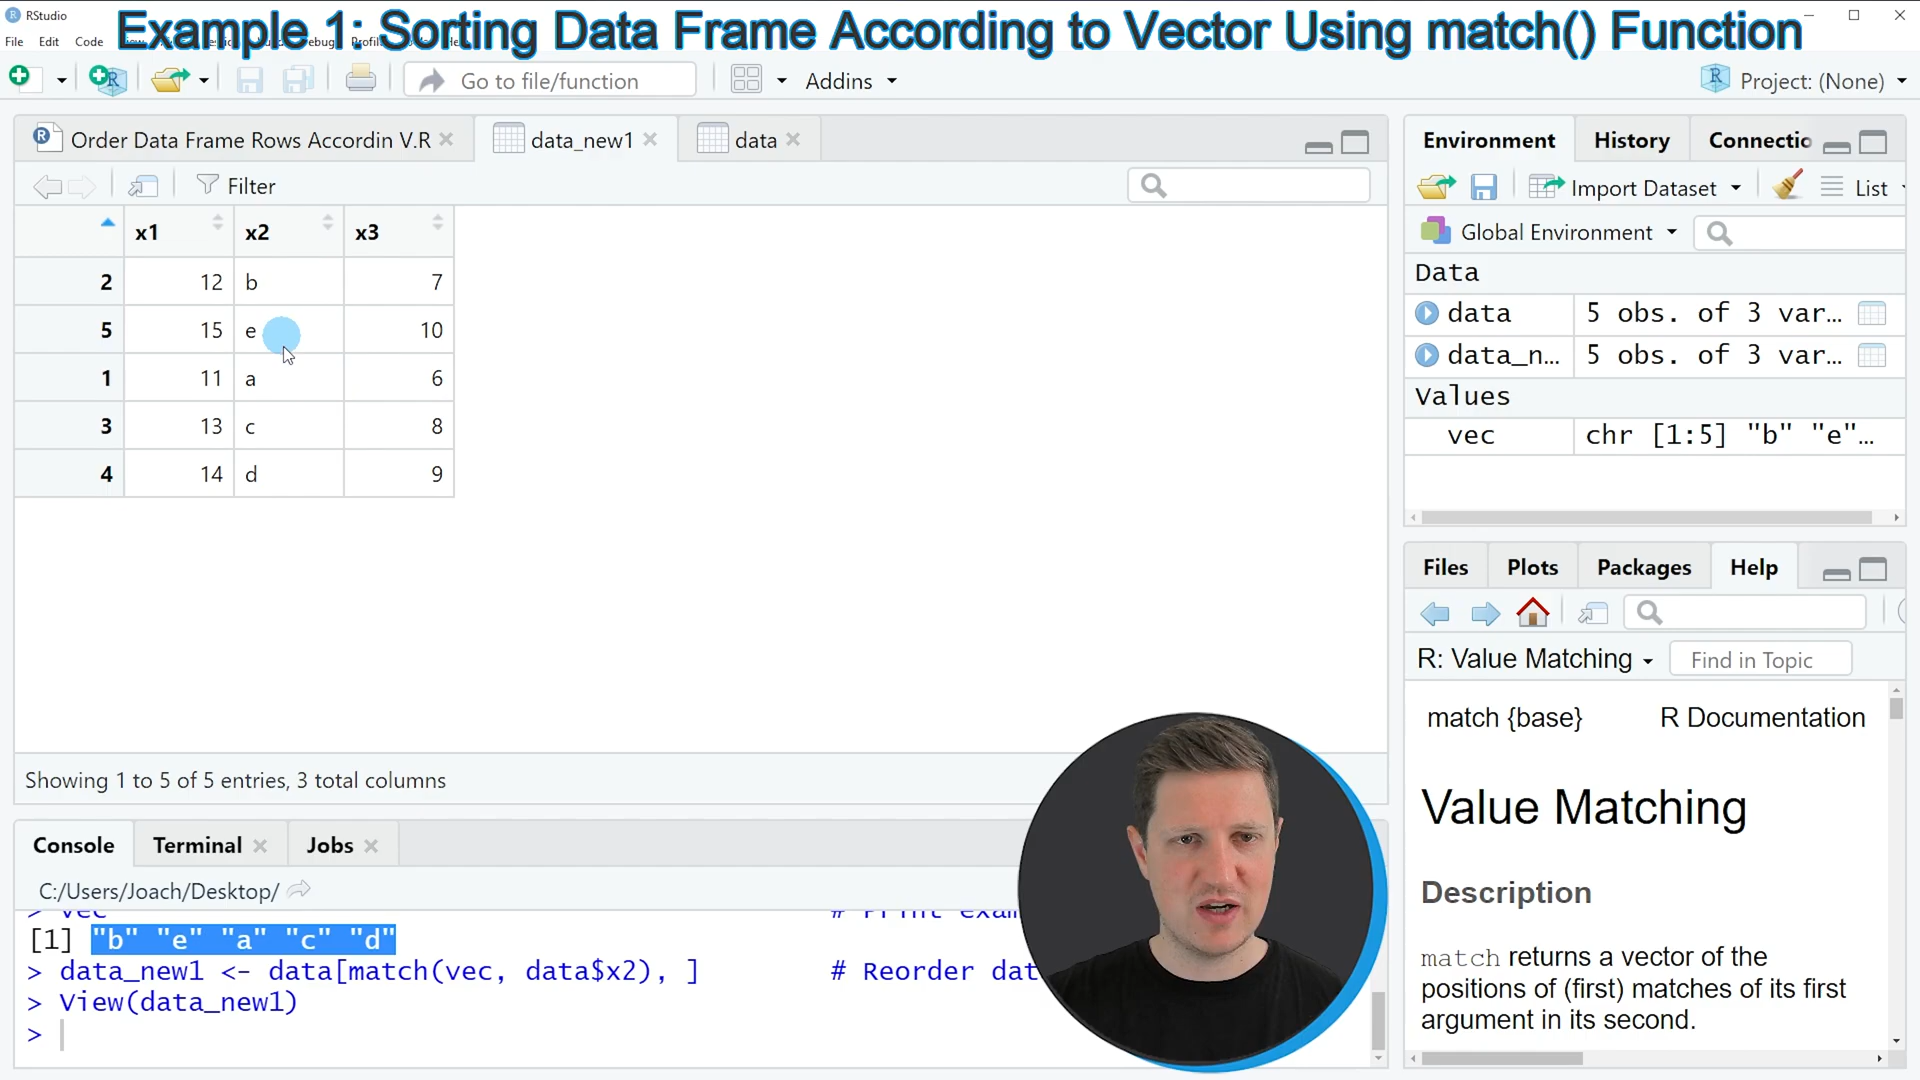 RStudio
Example 1: Sorting Data Frame According to Vector Using match() Function
File Edit Code
Go to file/function
Addins
Project: (None)
Order Data Frame Rows Accordin V.R
data_new1
data
Filter
x1 x2 x3
2 12 b 7
5 15 e 10
1 11 a 6
3 13 c 8
4 14 d 9
Showing 1 to 5 of 5 entries, 3 total columns
Console Terminal Jobs
C:/Users/Joach/Desktop/
> vec # Print exam
[1] "b" "e" "a" "c" "d"
> data_new1 <- data[match(vec, data$x2), ] # Reorder dat
> View(data_new1)
>
Environment History Connectio
Import Dataset List
Global Environment
Data
data 5 obs. of 3 var...
data_n... 5 obs. of 3 var...
Values
vec chr [1:5] "b" "e"...
Files Plots Packages Help
R: Value Matching Find in Topic
match {base} R Documentation
Value Matching
Description
match returns a vector of the
positions of (first) matches of its first
argument in its second.